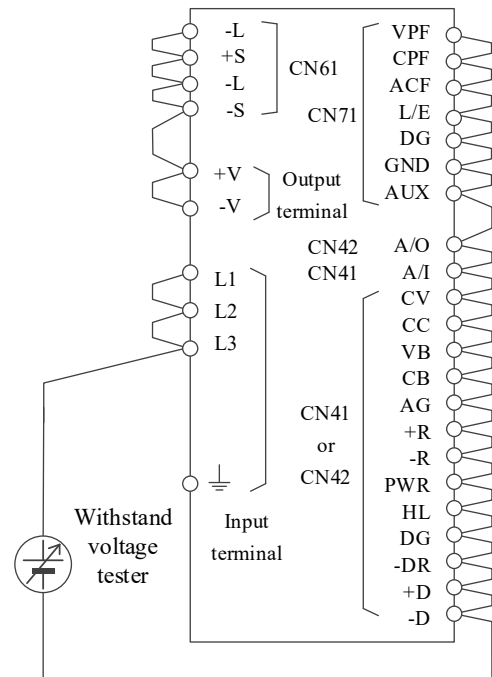 -L
+S
-L
-S
CN61
+V
-V
Output
terminal
L1
L2
L3
Input
terminal
Withstand
voltage
tester
VPF
CPF
ACF
L/E
DG
GND
AUX
CN71
CN42
A/O
CN41
A/I
CV
CC
VB
CB
AG
+R
-R
PWR
HL
DG
-DR
+D
-D
CN41
or
CN42